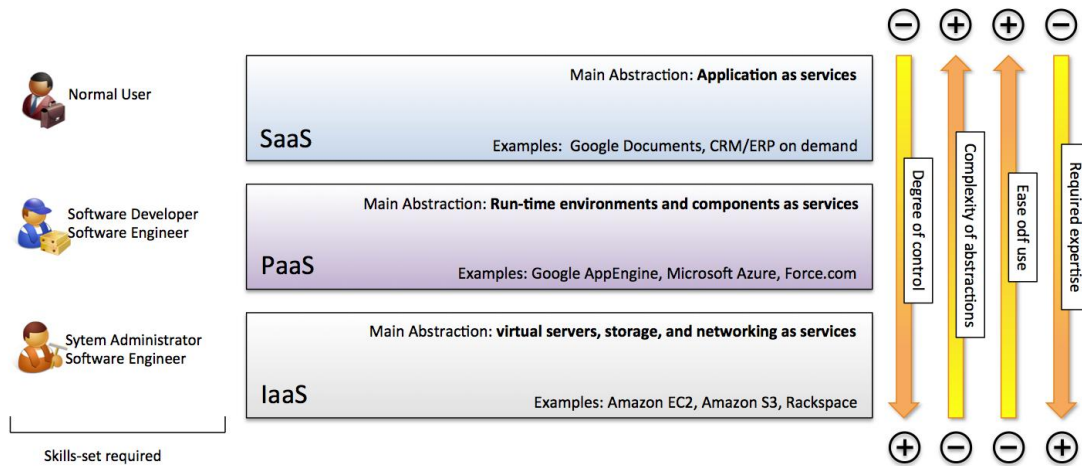 Normal User
Main Abstraction: Application as services
SaaS
Examples: Google Documents, CRM/ERP on demand
Software Developer
Software Engineer
Main Abstraction: Run-time environments and components as services
PaaS
Examples: Google AppEngine, Microsoft Azure, Force.com
Sytem Administrator
Software Engineer
Main Abstraction: virtual servers, storage, and networking as services
IaaS
Examples: Amazon EC2, Amazon S3, Rackspace
Skills-set required
− + + −
Degree of control
Complexity of abstractions
Ease odf use
Required expertise
+ − − +